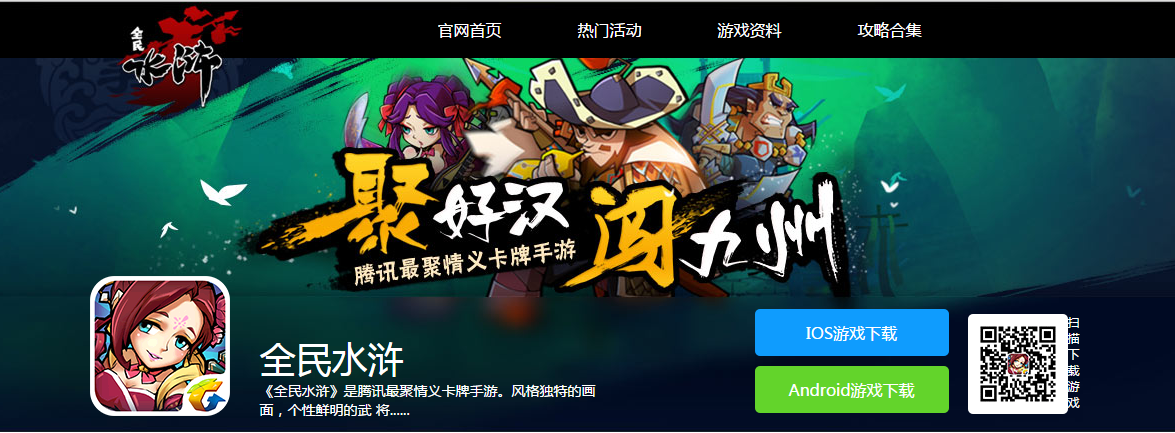 全民水浒
官网首页 热门活动 游戏资料 攻略合集
聚好汉 闯九州
腾讯最聚情义卡牌手游
全民水浒
《全民水浒》是腾讯最聚情义卡牌手游。风格独特的画
面，个性鲜明的武 将......
IOS游戏下载
Android游戏下载
扫描下载游戏